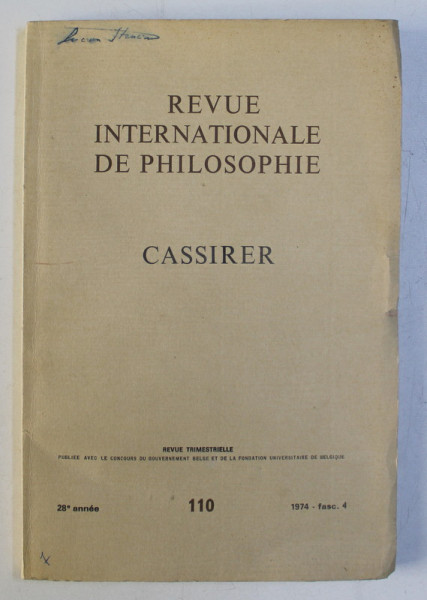 REVUE
INTERNATIONALE
DE PHILOSOPHIE
CASSIRER
REVUE TRIMESTRIELLE
PUBLIÉE AVEC LE CONCOURS DU GOUVERNEMENT BELGE ET DE LA FONDATION UNIVERSITAIRE DE BELGIQUE
28e année 110 1974 - fasc. 4